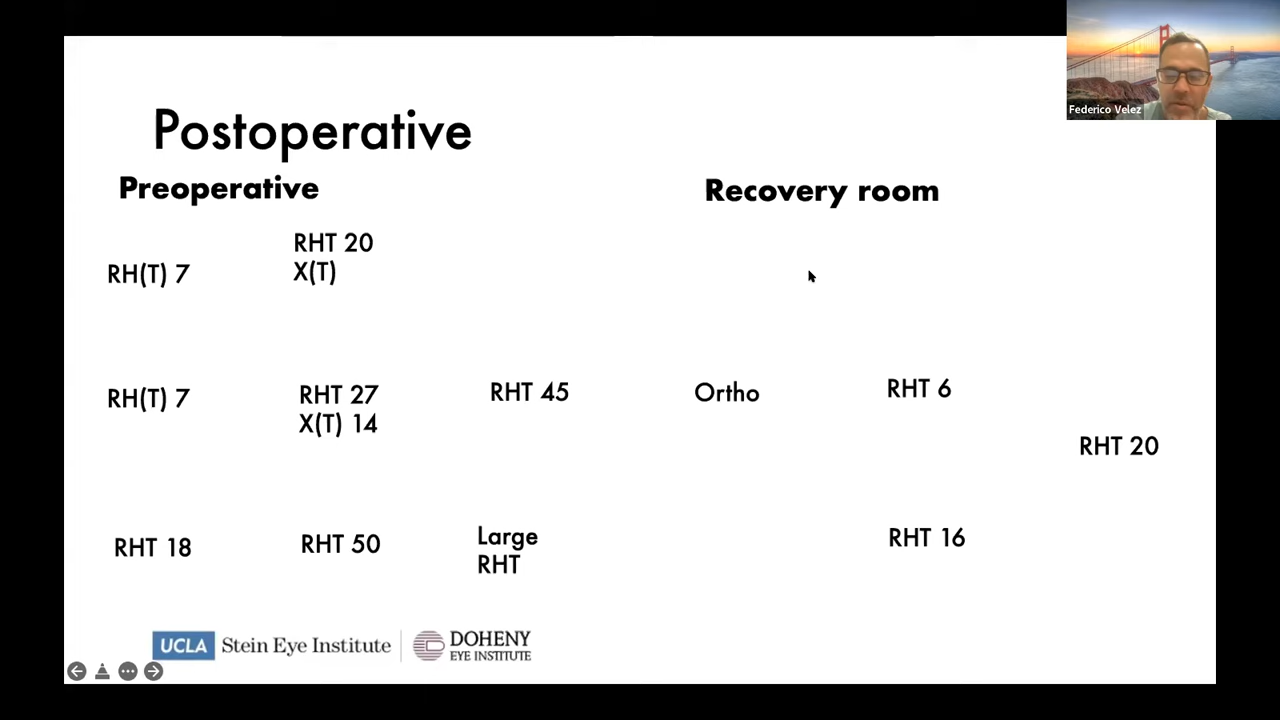 Federico Velez
Postoperative
Preoperative
Recovery room
RHT 20
X(T)
RH(T) 7
RH(T) 7
RHT 27
X(T) 14
RHT 45
Ortho
RHT 6
RHT 20
RHT 18
RHT 50
Large
RHT
RHT 16
UCLA Stein Eye Institute
DOHENY
EYE INSTITUTE